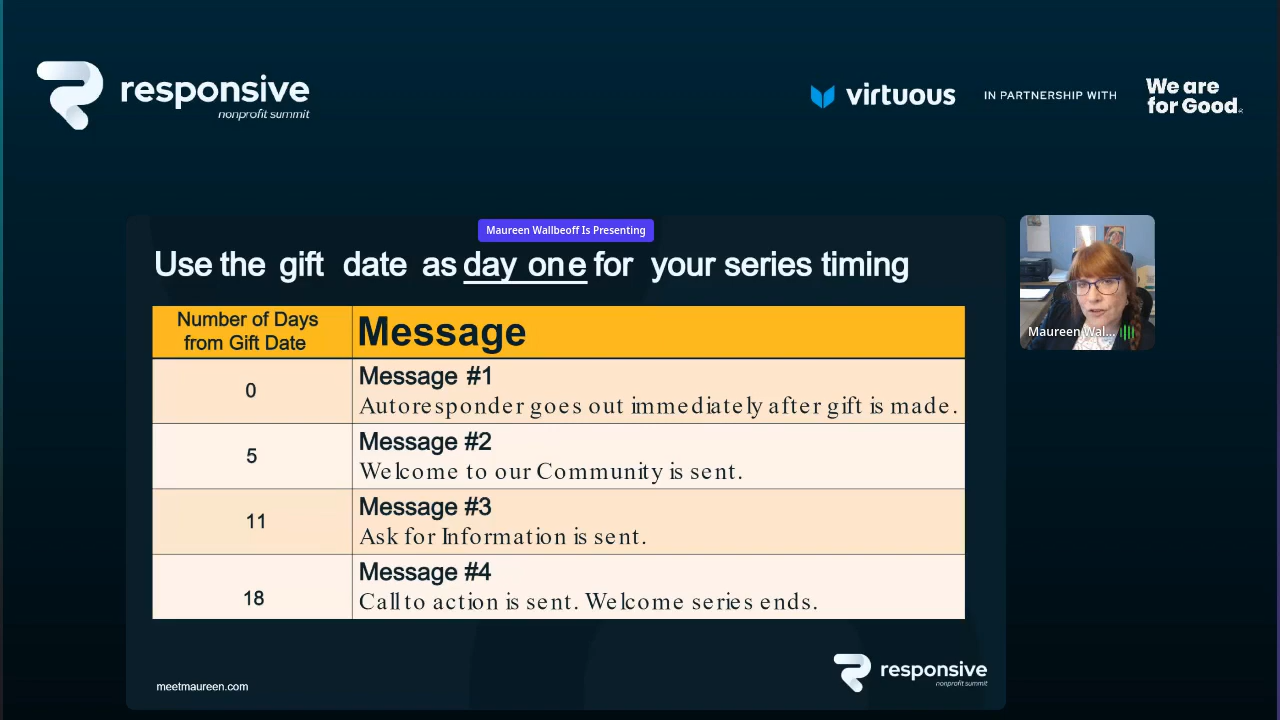 responsive
nonprofit summit
virtuous
IN PARTNERSHIP WITH
We are
for Good.
Maureen Wallbeoff Is Presenting
Use the gift date as day one for your series timing
Number of Days
from Gift Date
Message
0
Message #1
Autoresponder goes out immediately after gift is made.
5
Message #2
Welcome to our Community is sent.
11
Message #3
Ask for Information is sent.
18
Message #4
Call to action is sent. Welcome series ends.
Maureen Wal...
meetmaureen.com
responsive
nonprofit summit